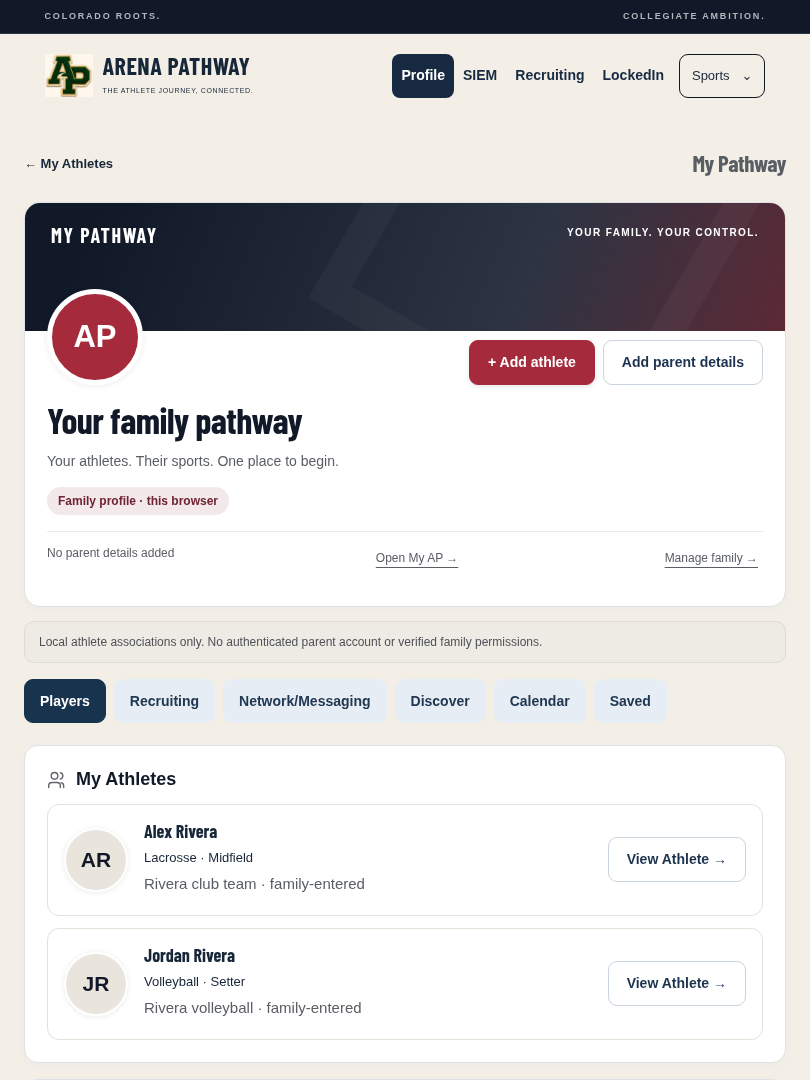 COLORADO ROOTS.
COLLEGIATE AMBITION.
AP
ARENA PATHWAY
THE ATHLETE JOURNEY, CONNECTED.
Profile
SIEM
Recruiting
LockedIn
Sports
← My Athletes
My Pathway
MY PATHWAY
YOUR FAMILY. YOUR CONTROL.
AP
+ Add athlete
Add parent details
Your family pathway
Your athletes. Their sports. One place to begin.
Family profile · this browser
No parent details added
Open My AP →
Manage family →
Local athlete associations only. No authenticated parent account or verified family permissions.
Players
Recruiting
Network/Messaging
Discover
Calendar
Saved
My Athletes
AR
Alex Rivera
Lacrosse · Midfield
Rivera club team · family-entered
View Athlete →
JR
Jordan Rivera
Volleyball · Setter
Rivera volleyball · family-entered
View Athlete →